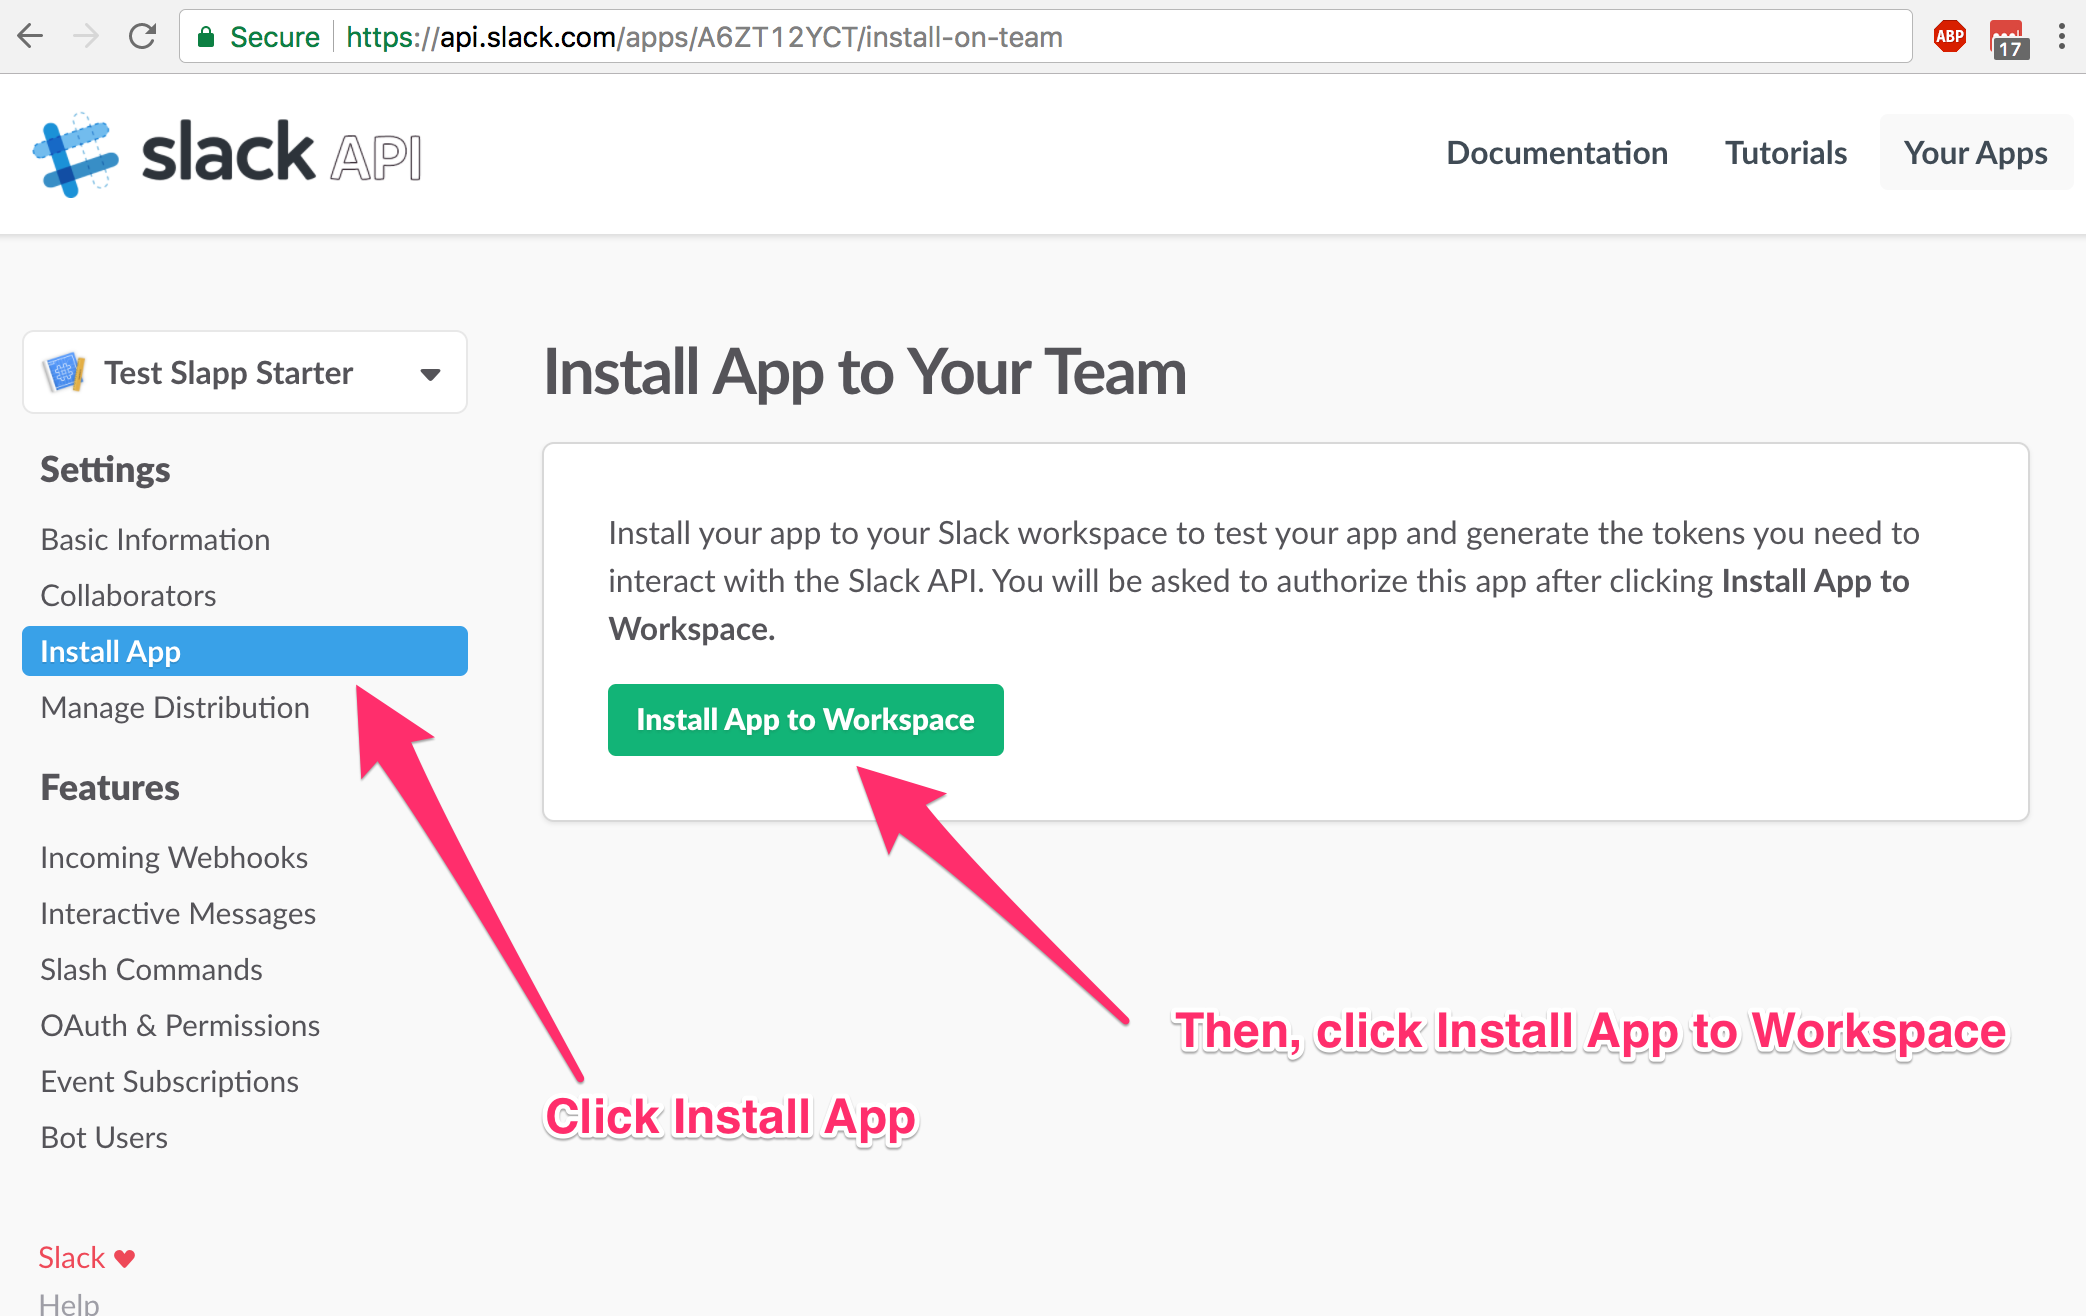 Secure https://api.slack.com/apps/A6ZT12YCT/install-on-team
ABP
17
slack API
Documentation Tutorials Your Apps
Test Slapp Starter
Install App to Your Team
Settings
Basic Information
Collaborators
Install App
Manage Distribution
Install your app to your Slack workspace to test your app and generate the tokens you need to
interact with the Slack API. You will be asked to authorize this app after clicking Install App to
Workspace.
Install App to Workspace
Features
Incoming Webhooks
Interactive Messages
Slash Commands
OAuth & Permissions
Event Subscriptions
Bot Users
Then, click Install App to Workspace
Click Install App
Slack ♥
Help